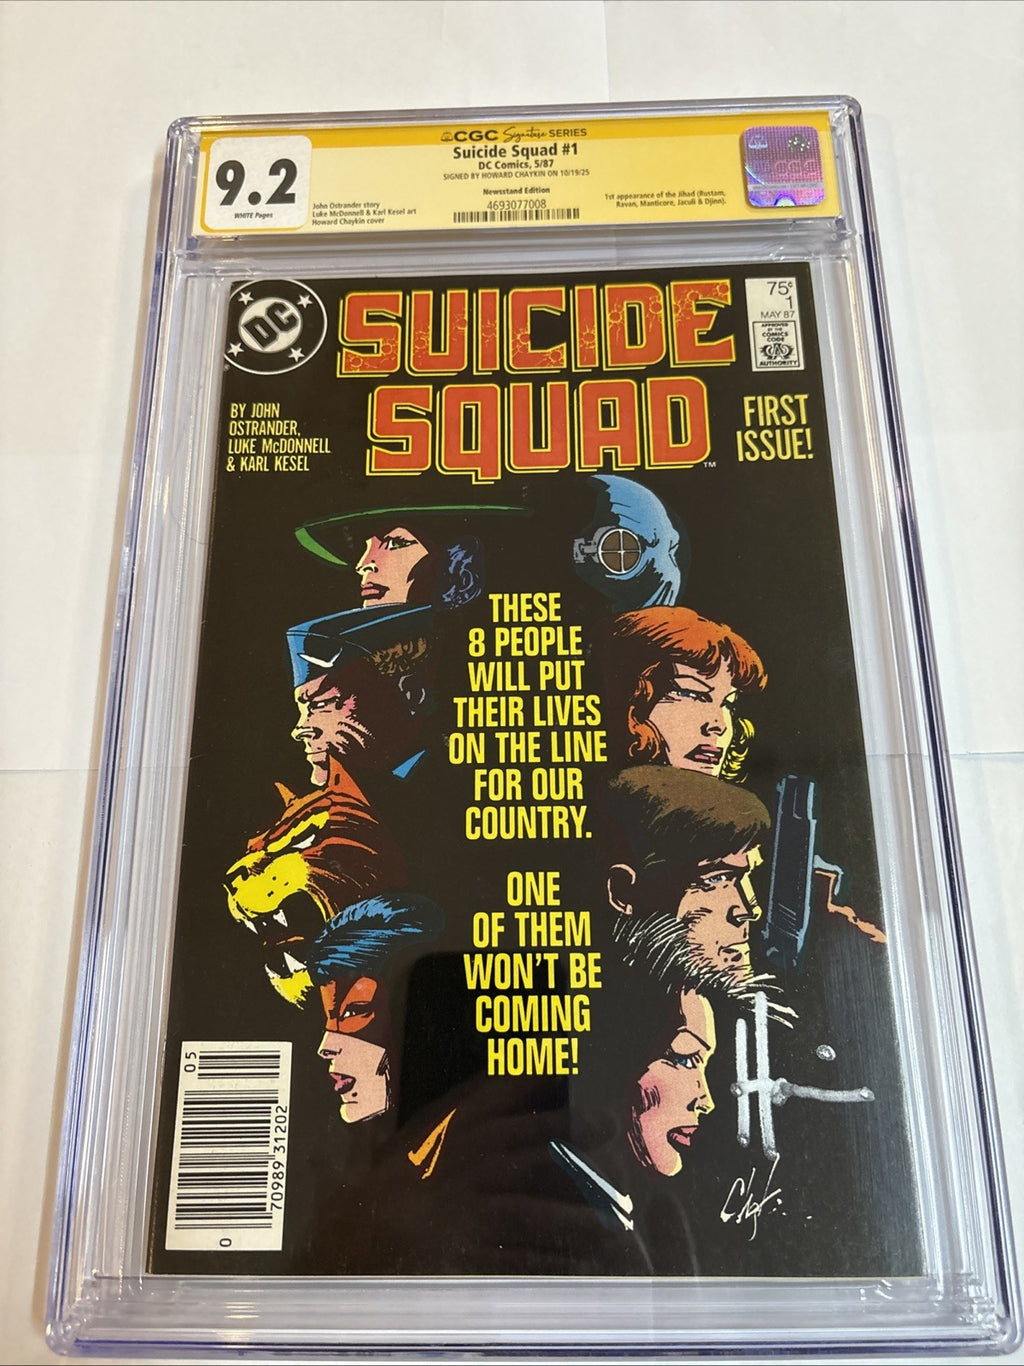 CGC Signature SERIES
Suicide Squad #1
DC Comics, 5/87
SIGNED BY HOWARD CHAYKIN ON 10/19/25
Newsstand Edition
4693077008
9.2
WHITE Pages
John Ostrander story
Luke McDonnell & Karl Kesel art
Howard Chaykin cover
1st appearance of the Jihad (Rustam,
Ravan, Manticore, Jaculi & Djinn).
DC
SUICIDE
SQUAD
TM
75¢
1
MAY 87
APPROVED
BY THE
COMICS
CODE
AUTHORITY
BY JOHN
OSTRANDER,
LUKE McDONNELL
& KARL KESEL
FIRST
ISSUE!
THESE
8 PEOPLE
WILL PUT
THEIR LIVES
ON THE LINE
FOR OUR
COUNTRY.
ONE
OF THEM
WON'T BE
COMING
HOME!
05
0
70989 31202